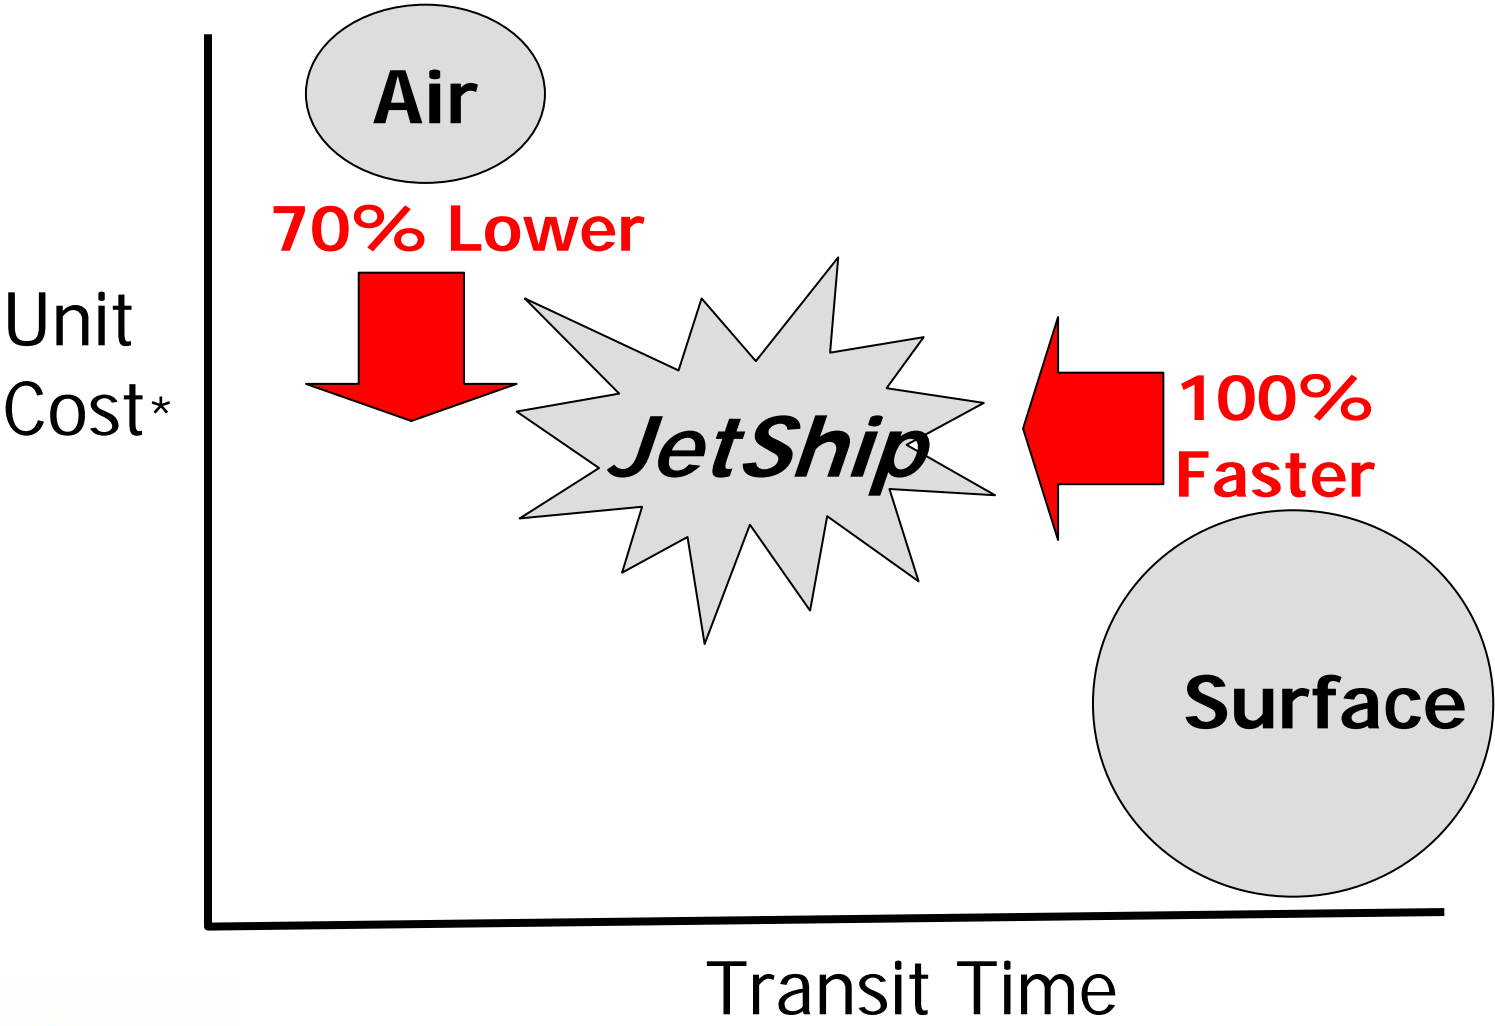 Air
70% Lower
Unit
Cost*
JetShip
100%
Faster
Surface
Transit Time